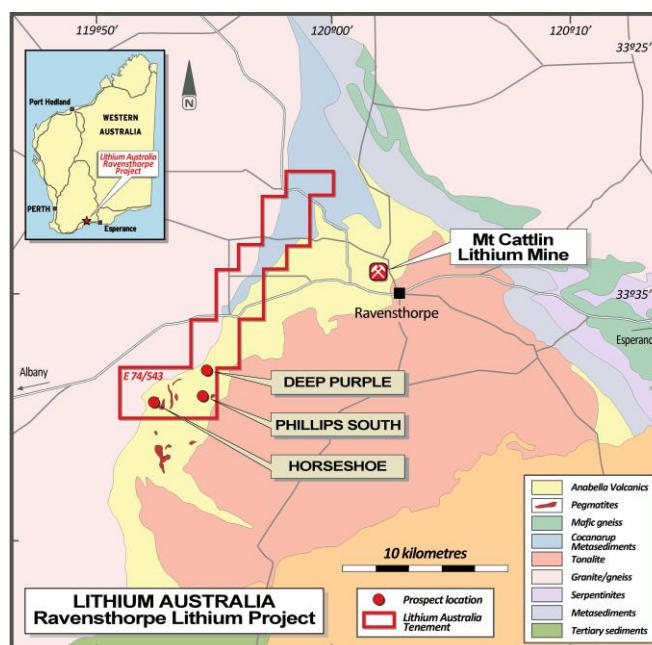 119º50'
120º00'
120º10'
33º25'
N
Port Hedland
WESTERN
AUSTRALIA
Lithium Australia
Ravensthorpe
Project
PERTH
Esperance
Mt Cattlin
Lithium Mine
33º35'
Ravensthorpe
Esperance
Albany
E 74/543
DEEP PURPLE
PHILLIPS SOUTH
HORSESHOE
Anabella Volcanics
Pegmatites
Mafic gneiss
Cocanarup
Metasediments
Tonalite
Granite/gneiss
Serpentinites
Metasediments
Tertiary sediments
10 kilometres
LITHIUM AUSTRALIA
Ravensthorpe Lithium Project
Prospect location
Lithium Australia
Tenement